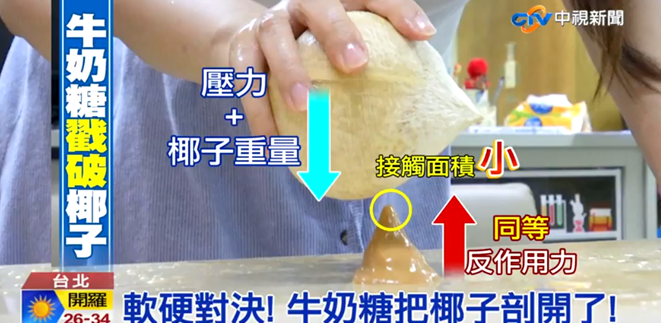 CTV 中視新聞
牛奶糖戳破椰子
壓力
+
椰子重量
接觸面積 小
同等
反作用力
台北
開羅
26-34
軟硬對決! 牛奶糖把椰子剖開了!